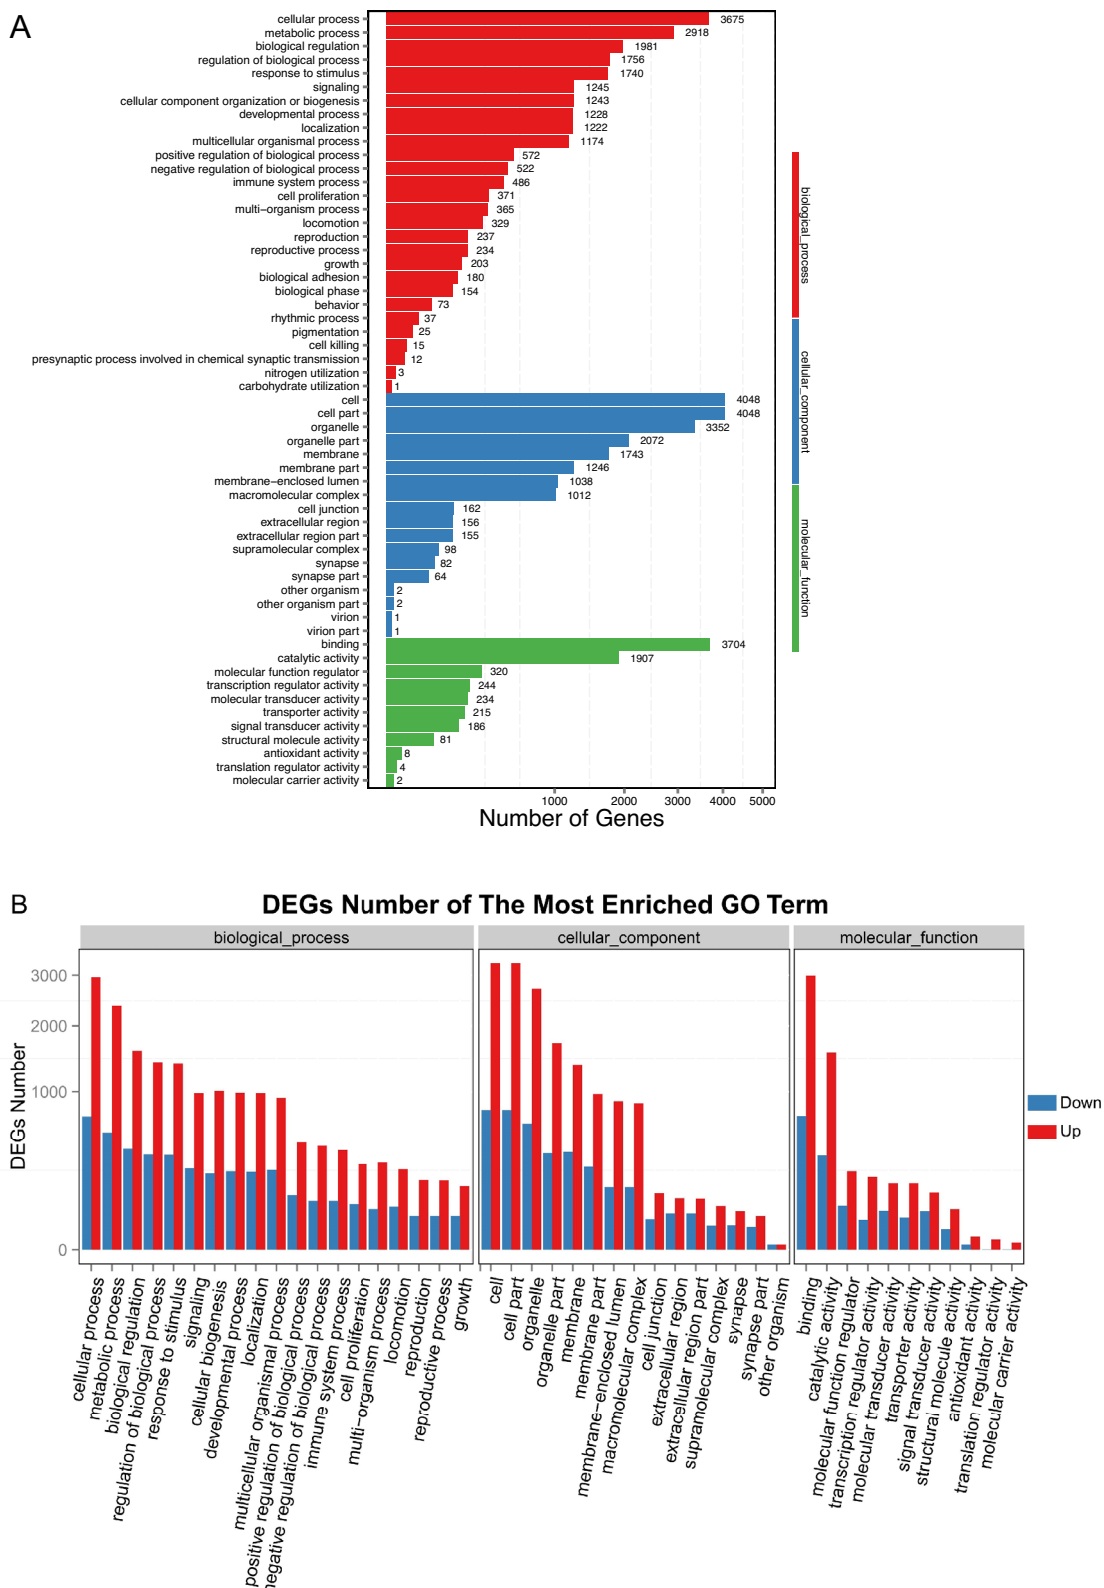 A
cellular process 3675
metabolic process 2918
biological regulation 1981
regulation of biological process 1756
response to stimulus 1740
signaling 1245
cellular component organization or biogenesis 1243
developmental process 1228
localization 1222
multicellular organismal process 1174
positive regulation of biological process 572
negative regulation of biological process 522
immune system process 486
cell proliferation 371
multi-organism process 365
locomotion 329
reproduction 237
reproductive process 234
growth 203
biological adhesion 180
biological phase 154
behavior 73
rhythmic process 37
pigmentation 25
cell killing 15
presynaptic process involved in chemical synaptic transmission 12
nitrogen utilization 3
carbohydrate utilization 1
cell 4048
cell part 4048
organelle 3352
organelle part 2072
membrane 1743
membrane part 1246
membrane-enclosed lumen 1038
macromolecular complex 1012
cell junction 162
extracellular region 156
extracellular region part 155
supramolecular complex 98
synapse 82
synapse part 64
other organism 2
other organism part 2
virion 1
virion part 1
binding 3704
catalytic activity 1907
molecular function regulator 320
transcription regulator activity 244
molecular transducer activity 234
transporter activity 215
signal transducer activity 186
structural molecule activity 81
antioxidant activity 8
translation regulator activity 4
molecular carrier activity 2
1000 2000 3000 4000 5000
Number of Genes
biological_process
cellular_component
molecular_function
B
DEGs Number of The Most Enriched GO Term
biological_process cellular_component molecular_function
DEGs Number
3000
2000
1000
0
Down
Up
cellular process
metabolic process
biological regulation
regulation of biological process
response to stimulus
signaling
cellular biogenesis
developmental process
localization
multicellular organismal process
positive regulation of biological process
negative regulation of biological process
immune system process
cell proliferation
multi-organism process
locomotion
reproduction
reproductive process
growth
cell
cell part
organelle
organelle part
membrane
membrane part
membrane-enclosed lumen
macromolecular complex
cell junction
extracellular region
extracellular region part
supramolecular complex
synapse
synapse part
other organism
binding
catalytic activity
molecular function regulator
transcription regulator activity
molecular transducer activity
transporter activity
signal transducer activity
structural molecule activity
antioxidant activity
translation regulator activity
molecular carrier activity